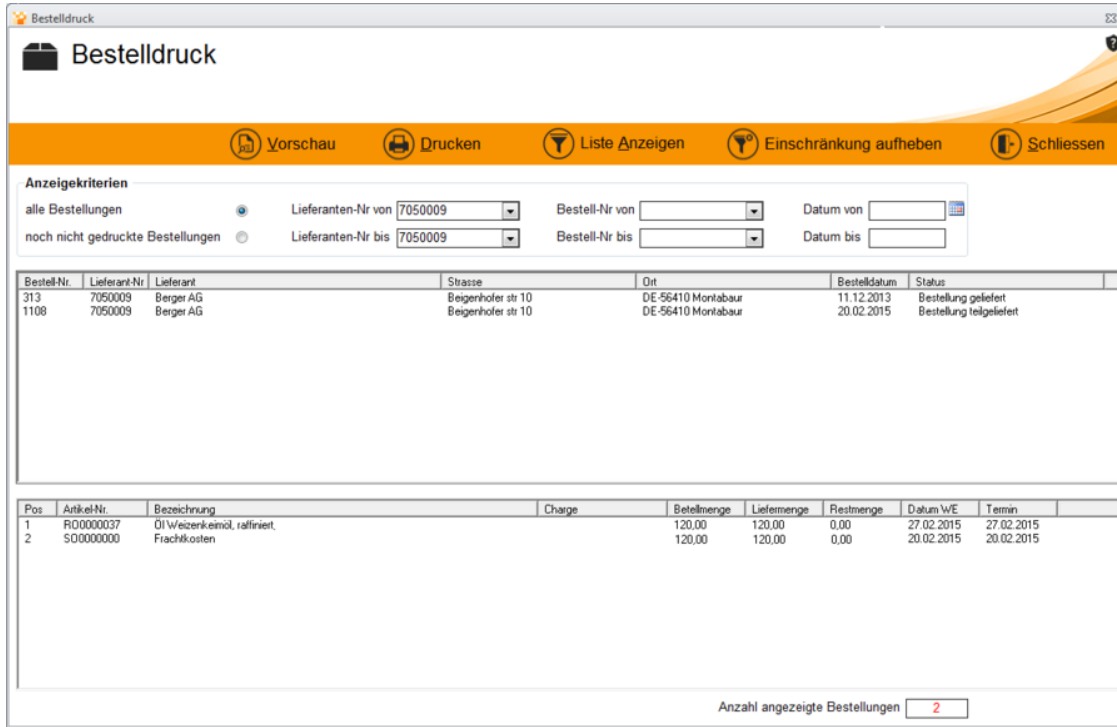 Bestelldruck
Bestelldruck
Vorschau Drucken Liste Anzeigen Einschränkung aufheben Schliessen
Anzeigekriterien
alle Bestellungen Lieferanten-Nr von 7050009 Bestell-Nr von Datum von
noch nicht gedruckte Bestellungen Lieferanten-Nr bis 7050009 Bestell-Nr bis Datum bis
Bestell-Nr. Lieferant-Nr Lieferant Strasse Ort Bestelldatum Status
313 7050009 Berger AG Beigenhofer str 10 DE-56410 Montabaur 11.12.2013 Bestellung geliefert
1108 7050009 Berger AG Beigenhofer str 10 DE-56410 Montabaur 20.02.2015 Bestellung teilgeliefert
Pos Artikel-Nr. Bezeichnung Charge Betellmenge Liefermenge Restmenge Datum WE Termin
1 RO0000037 Öl Weizenkeimöl, raffiniert, 120,00 120,00 0,00 27.02.2015 27.02.2015
2 SO0000000 Frachtkosten 120,00 120,00 0,00 20.02.2015 20.02.2015
Anzahl angezeigte Bestellungen 2